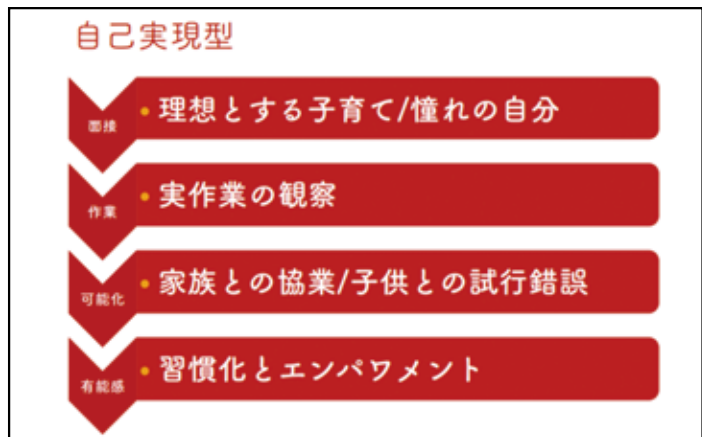 自己実現型
面接
• 理想とする子育て/憧れの自分
作業
• 実作業の観察
可能化
• 家族との協業/子供との試行錯誤
有能感
• 習慣化とエンパワメント